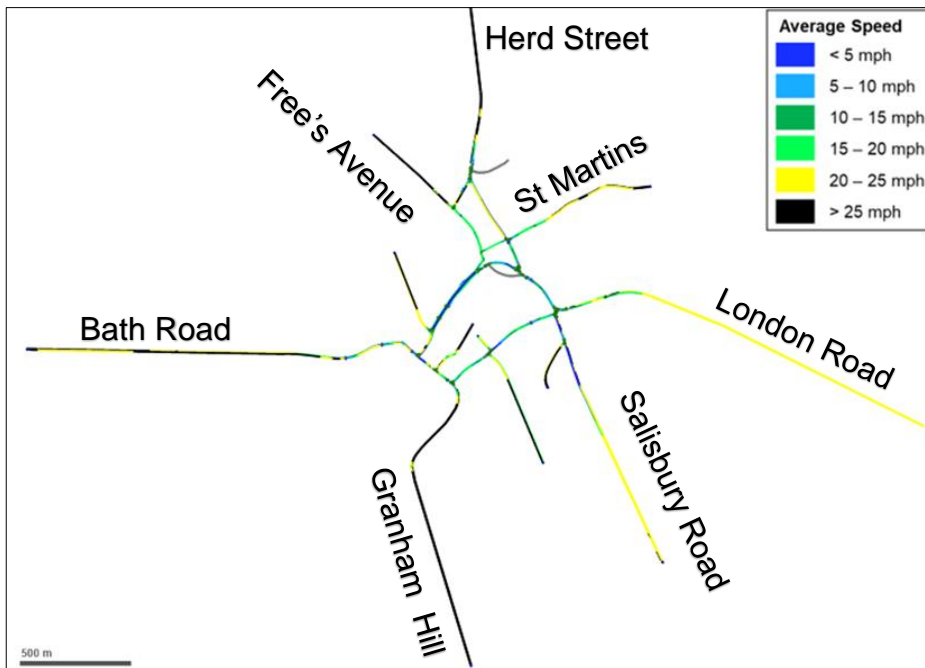 Herd Street
Free's Avenue
St Martins
Bath Road
London Road
Salisbury Road
Granham Hill
500 m
Average Speed
< 5 mph
5 – 10 mph
10 – 15 mph
15 – 20 mph
20 – 25 mph
> 25 mph